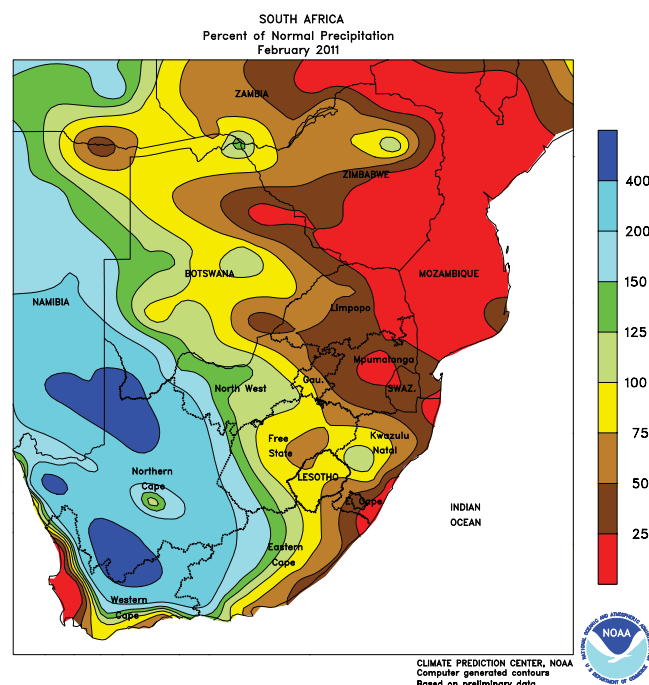 SOUTH AFRICA
Percent of Normal Precipitation
February 2011
ZAMBIA
ZIMBABWE
BOTSWANA
MOZAMBIQUE
NAMIBIA
Limpopo
Mpumalanga
Gau.
SWAZ.
North West
Free
State
Kwazulu
Natal
LESOTHO
Northern
Cape
E. Cape
INDIAN
OCEAN
Eastern
Cape
Western
Cape
400
200
150
125
100
75
50
25
NOAA
CLIMATE PREDICTION CENTER, NOAA
Computer generated contours
Based on preliminary data